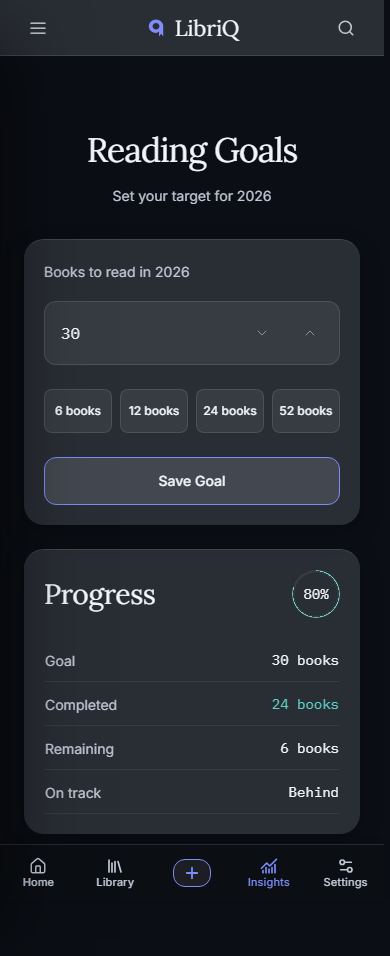 LibriQ
Reading Goals
Set your target for 2026
Books to read in 2026
30
6 books 12 books 24 books 52 books
Save Goal
Progress 80%
Goal 30 books
Completed 24 books
Remaining 6 books
On track Behind
Home Library Insights Settings